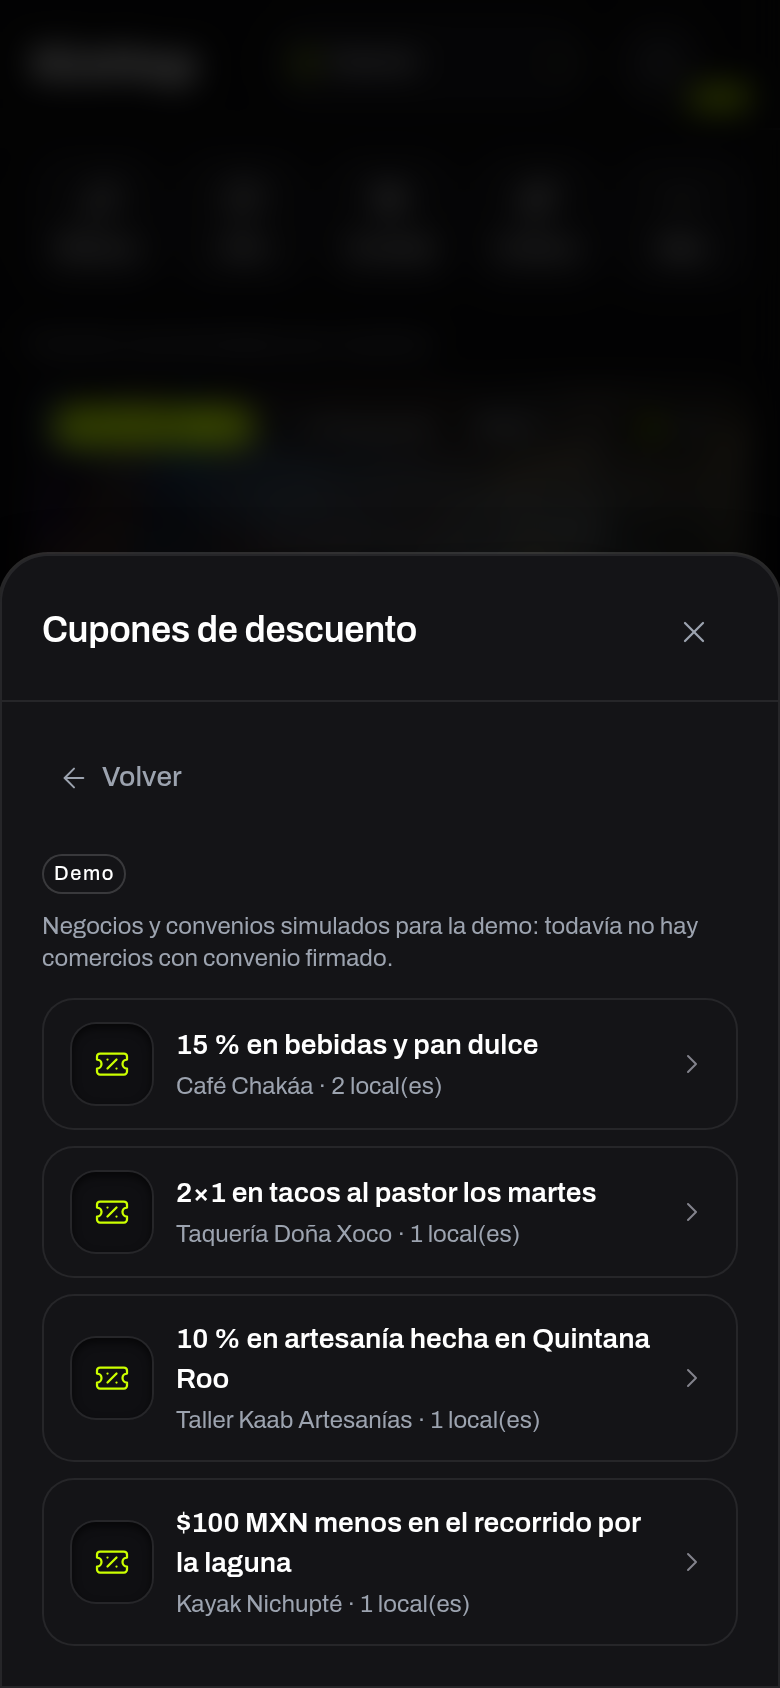 Cupones de descuento
Volver
Demo
Negocios y convenios simulados para la demo: todavía no hay
comercios con convenio firmado.
15 % en bebidas y pan dulce
Café Chakáa · 2 local(es)
2×1 en tacos al pastor los martes
Taquería Doña Xoco · 1 local(es)
10 % en artesanía hecha en Quintana
Roo
Taller Kaab Artesanías · 1 local(es)
$100 MXN menos en el recorrido por
la laguna
Kayak Nichupté · 1 local(es)